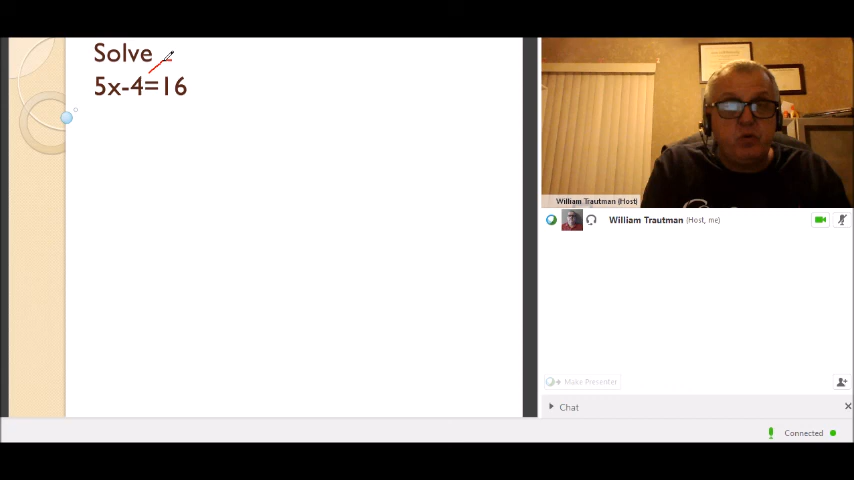 Solve
5x-4=16
William Trautman (Host)
William Trautman (Host, me)
Make Presenter
Chat
Connected